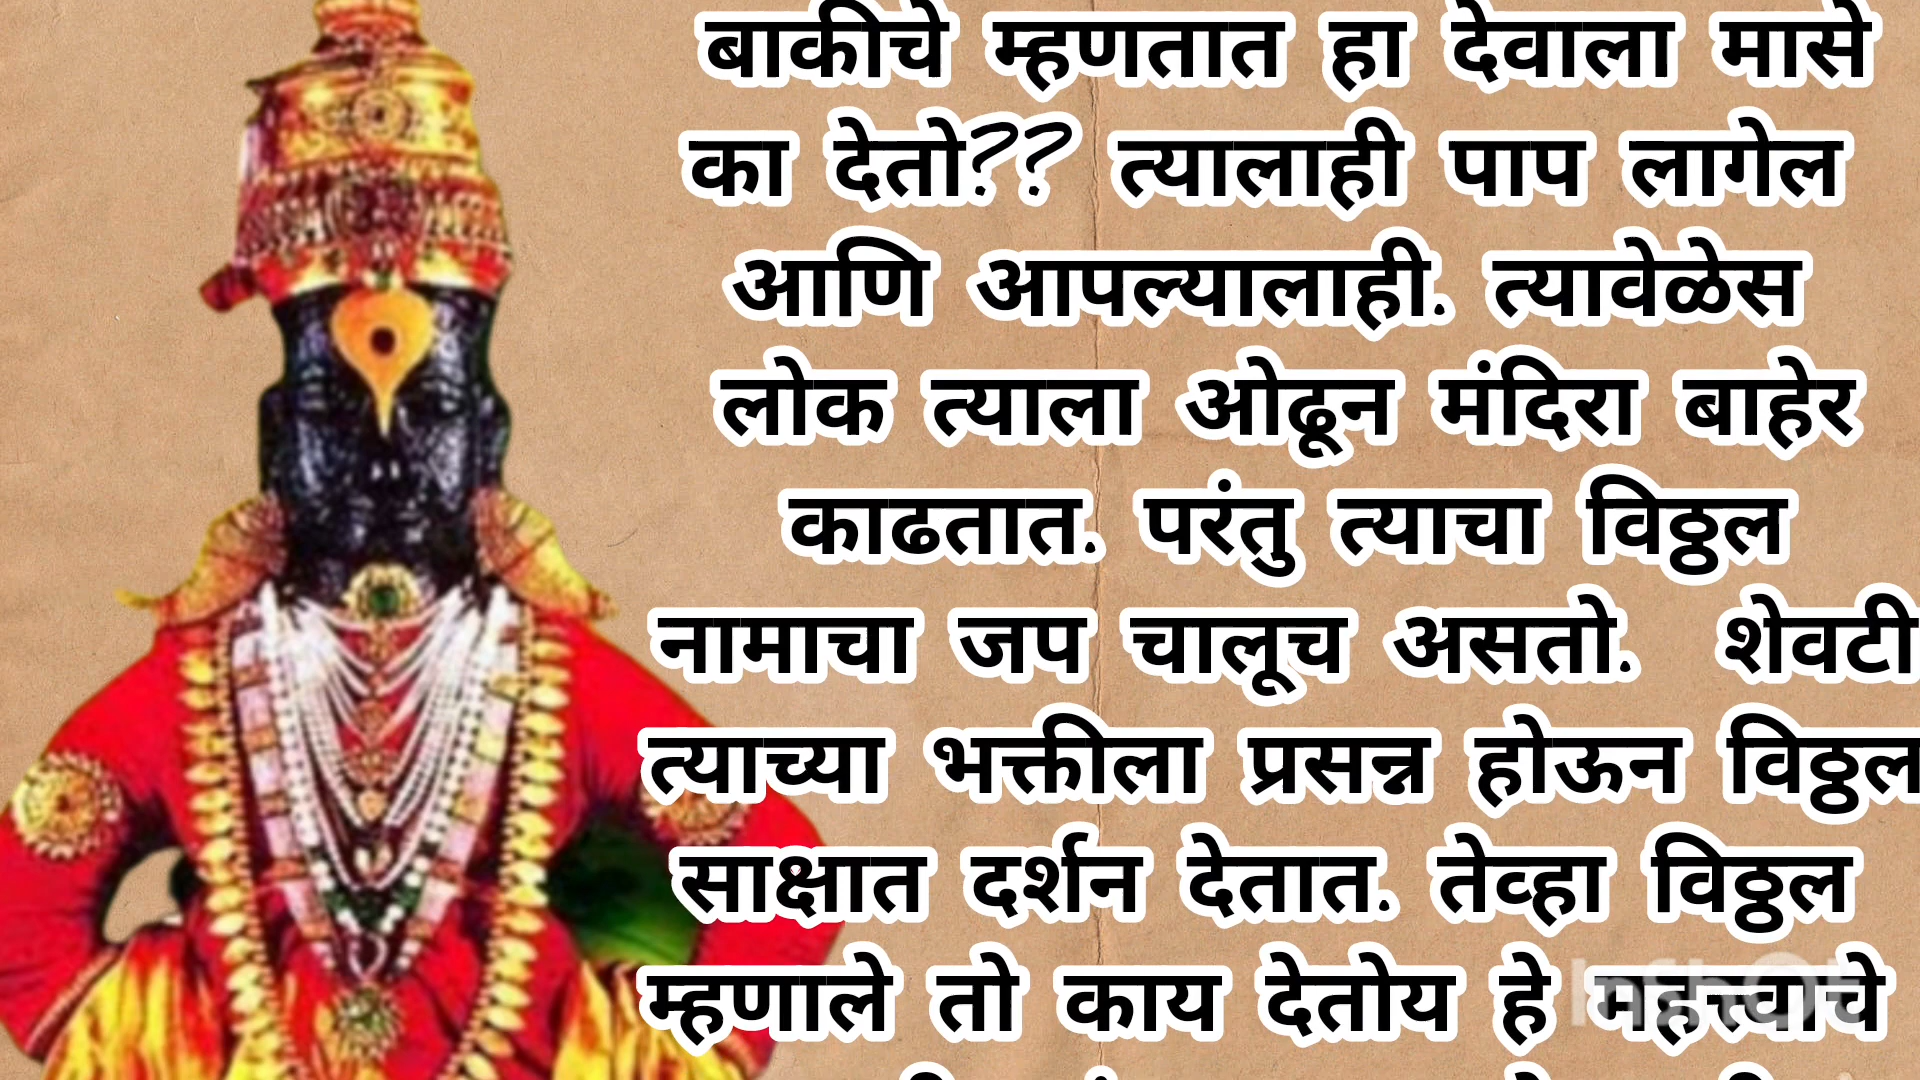 बाकीचे म्हणतात हा देवाला मासे
का देतो?? त्यालाही पाप लागेल
आणि आपल्यालाही. त्यावेळेस
लोक त्याला ओढून मंदिरा बाहेर
काढतात. परंतु त्याचा विठ्ठल
नामाचा जप चालूच असतो. शेवटी
त्याच्या भक्तीला प्रसन्न होऊन विठ्ठल
साक्षात दर्शन देतात. तेव्हा विठ्ठल
म्हणाले तो काय देतोय हे महत्त्वाचे
InShOt